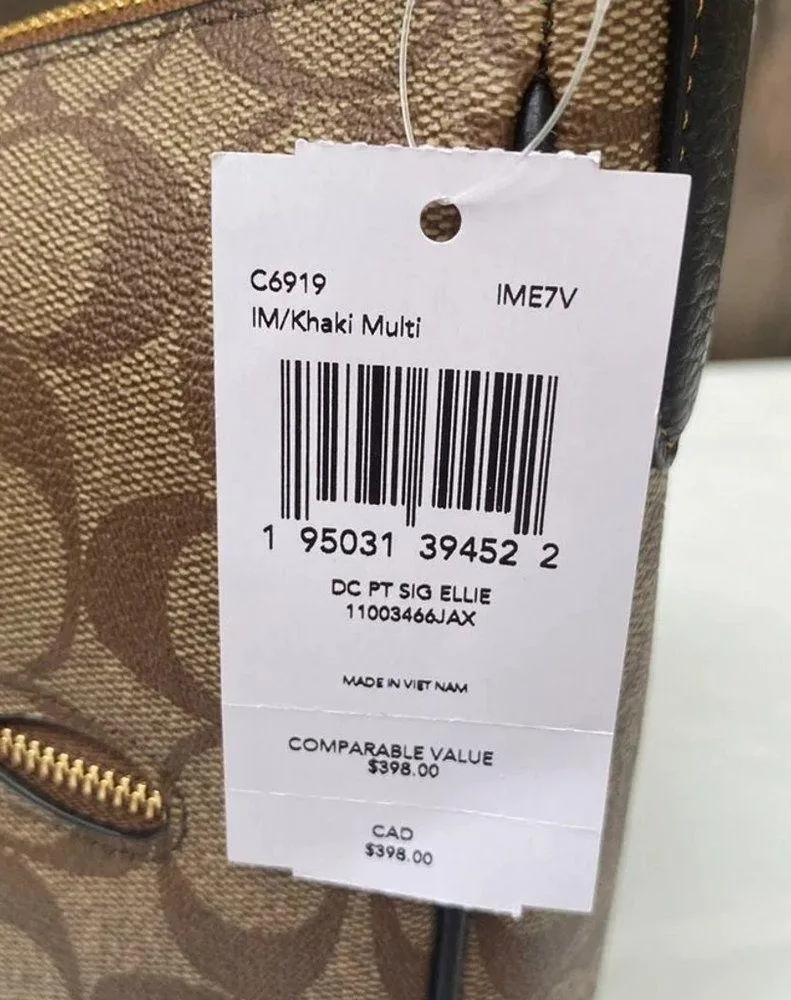 C6919
IME7V
IM/Khaki Multi
1 95031 39452 2
DC PT SIG ELLIE
11003466JAX
MADE IN VIET NAM
COMPARABLE VALUE
$398.00
CAD
$398.00